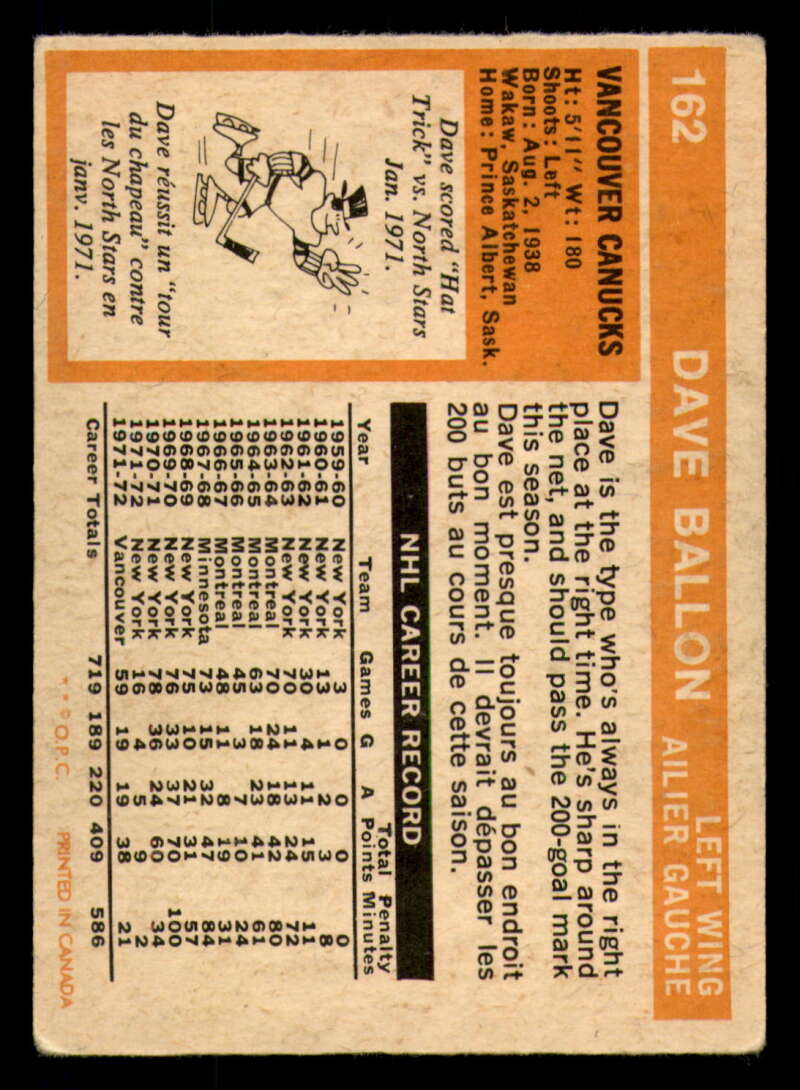 162 DAVE BALLON LEFT WING
AILIER GAUCHE
VANCOUVER CANUCKS
Ht: 5'11" Wt: 180
Shoots: Left
Born: Aug. 2, 1938
Wakaw, Saskatchewan
Home: Prince Albert, Sask.
Dave scored "Hat
Trick" vs. North Stars
Jan. 1971.
Dave réussit un "tour
du chapeau" contre
les North Stars en
janv. 1971.
Dave is the type who's always in the right
place at the right time. He's sharp around
the net, and should pass the 200-goal mark
this season.
Dave est presque toujours au bon endroit
au bon moment. Il devrait dépasser les
200 buts au cours de cette saison.
NHL CAREER RECORD
Total Penalty
Year Team Games G A Points Minutes
1959-60 New York 3 0 0 0 0
1960-61 New York 13 1 2 3 8
1961-62 New York 30 4 11 15 11
1962-63 New York 70 11 13 24 72
1963-64 Montreal 70 24 18 42 80
1964-65 Montreal 63 18 23 41 61
1965-66 Montreal 45 3 7 10 24
1966-67 Montreal 48 11 8 19 31
1967-68 Minnesota 73 15 32 47 84
1968-69 New York 75 10 21 31 57
1969-70 New York 76 33 37 70 100
1970-71 New York 78 36 24 60 34
1971-72 New York 16 4 5 9 2
1971-72 Vancouver 59 19 19 38 21
Career Totals 719 189 220 409 586
* * © O.P.C. PRINTED IN CANADA